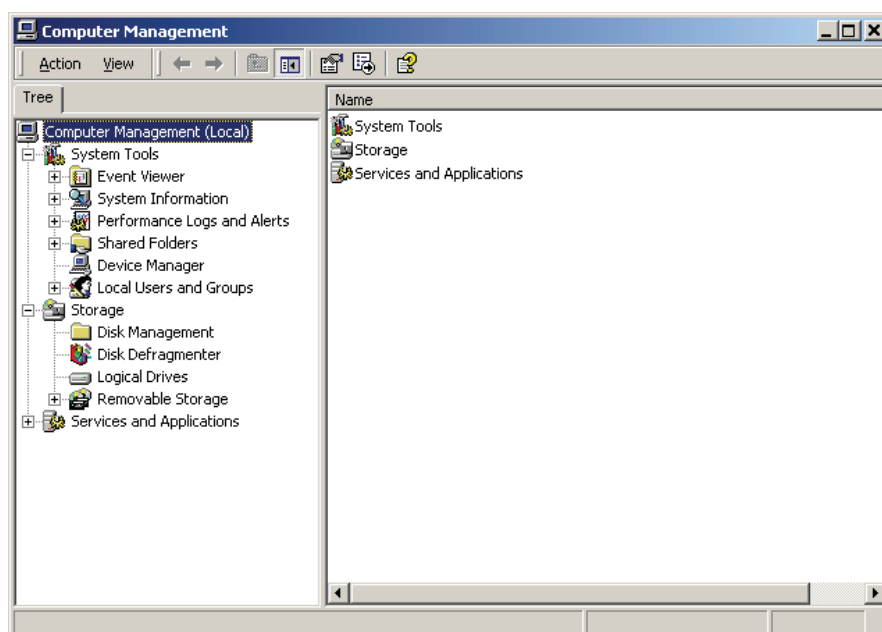 Computer Management
Action View
Tree
Computer Management (Local)
System Tools
Event Viewer
System Information
Performance Logs and Alerts
Shared Folders
Device Manager
Local Users and Groups
Storage
Disk Management
Disk Defragmenter
Logical Drives
Removable Storage
Services and Applications
Name
System Tools
Storage
Services and Applications